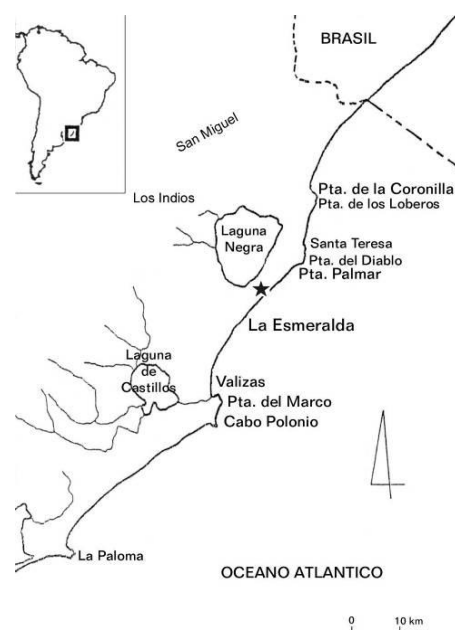 BRASIL
San Miguel
Los Indios
Pta. de la Coronilla
Pta. de los Loberos
Laguna
Negra
Santa Teresa
Pta. del Diablo
Pta. Palmar
La Esmeralda
Laguna
de
Castillos
Valizas
Pta. del Marco
Cabo Polonio
La Paloma
OCEANO ATLANTICO
0 10 km